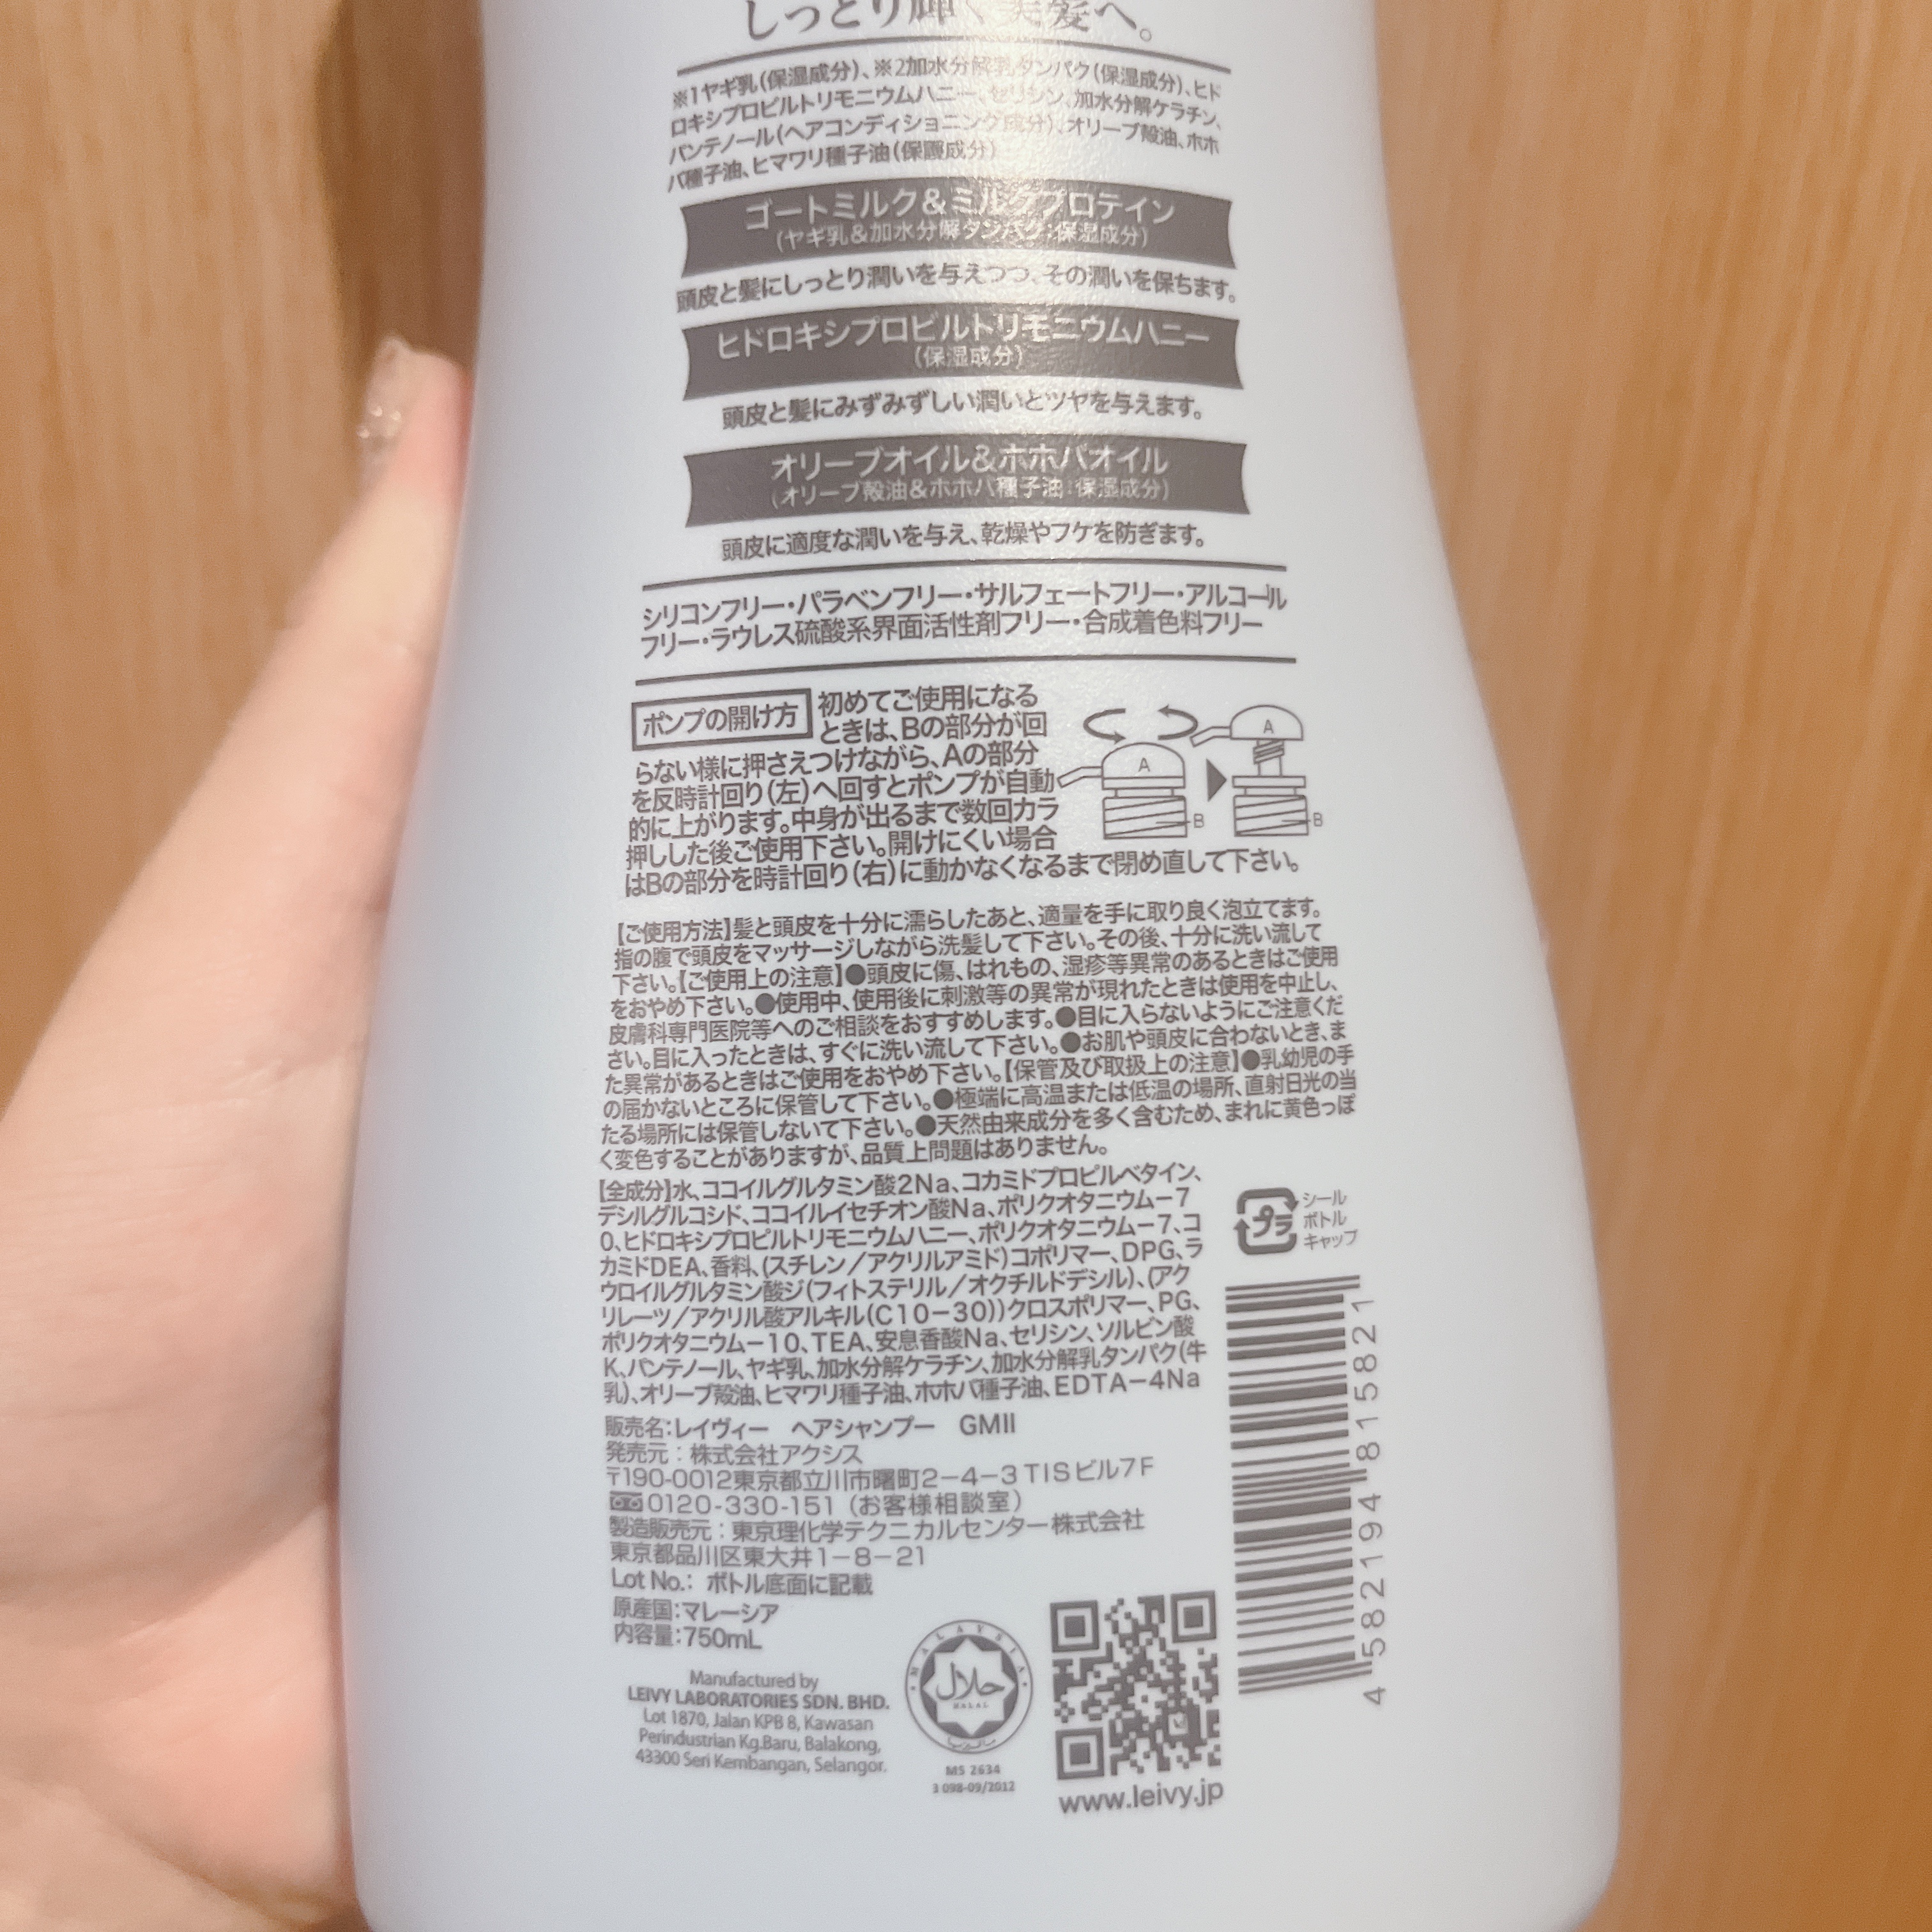 しっとり輝く美髪へ。
※1ヤギ乳(保湿成分)、※2加水分解乳タンパク(保湿成分)、ヒド
ロキシプロピルトリモニウムハニー、セリシン、加水分解ケラチン、
パンテノール(ヘアコンディショニング成分)、オリーブ殻油、ホホ
バ種子油、ヒマワリ種子油(保護成分)
ゴートミルク&ミルクプロテイン
(ヤギ乳&加水分解タンパク:保湿成分)
頭皮と髪にしっとり潤いを与えつつ、その潤いを保ちます。
ヒドロキシプロピルトリモニウムハニー
(保湿成分)
頭皮と髪にみずみずしい潤いとツヤを与えます。
オリーブオイル&ホホバオイル
(オリーブ殻油&ホホバ種子油:保湿成分)
頭皮に適度な潤いを与え、乾燥やフケを防ぎます。
シリコンフリー・パラベンフリー・サルフェートフリー・アルコール
フリー・ラウレス硫酸系界面活性剤フリー・合成着色料フリー
ポンプの開け方 初めてご使用になる
ときは、Bの部分が回
らない様に押さえつけながら、Aの部分
を反時計回り(左)へ回すとポンプが自動
的に上がります。中身が出るまで数回カラ
押しした後ご使用下さい。開けにくい場合
はBの部分を時計回り(右)に動かなくなるまで閉め直して下さい。
A
B
A
B
【ご使用方法】髪と頭皮を十分に濡らしたあと、適量を手に取り良く泡立てます。
指の腹で頭皮をマッサージしながら洗髪して下さい。その後、十分に洗い流して
下さい。【ご使用上の注意】●頭皮に傷、はれもの、湿疹等異常のあるときはご使用
をおやめ下さい。●使用中、使用後に刺激等の異常が現れたときは使用を中止し、
皮膚科専門医院等へのご相談をおすすめします。●目に入らないようにご注意くだ
さい。目に入ったときは、すぐに洗い流して下さい。●お肌や頭皮に合わないとき、ま
た異常があるときはご使用をおやめ下さい。【保管及び取扱上の注意】●乳幼児の手
の届かないところに保管して下さい。●極端に高温または低温の場所、直射日光の当
たる場所には保管しないで下さい。●天然由来成分を多く含むため、まれに黄色っぽ
く変色することがありますが、品質上問題はありません。
【全成分】水、ココイルグルタミン酸2Na、コカミドプロピルベタイン、
デシルグルコシド、ココイルイセチオン酸Na、ポリクオタニウムー7
0、ヒドロキシプロピルトリモニウムハニー、ポリクオタニウムー7、コ
カミドDEA、香料、(スチレン/アクリルアミド)コポリマー、DPG、ラ
ウロイルグルタミン酸ジ(フィトステリル/オクチルドデシル)、(アク
リレーツ/アクリル酸アルキル(C10-30))クロスポリマー、PG、
ポリクオタニウムー10、TEA、安息香酸Na、セリシン、ソルビン酸
K、パンテノール、ヤギ乳、加水分解ケラチン、加水分解乳タンパク(牛
乳)、オリーブ殻油、ヒマワリ種子油、ホホバ種子油、EDTA-4Na
プラ
シール
ボトル
キャップ
販売名:レイヴィー ヘアシャンプー GMII
発売元:株式会社アクシス
〒190-0012東京都立川市曙町2-4-3TISビル7F
0120-330-151(お客様相談室)
製造販売元:東京理化学テクニカルセンター株式会社
東京都品川区東大井1-8-21
Lot No.: ボトル底面に記載
原産国:マレーシア
内容量:750mL
Manufactured by
LEIVY LABORATORIES SDN. BHD.
Lot 1870, Jalan KPB 8, Kawasan
Perindustrian Kg.Baru, Balakong,
43300 Seri Kembangan, Selangor.
MALAYSIA
حلال
HALAL
ماليزيا
MS 2634
3 098-09/2012
www.leivy.jp
4582194815821